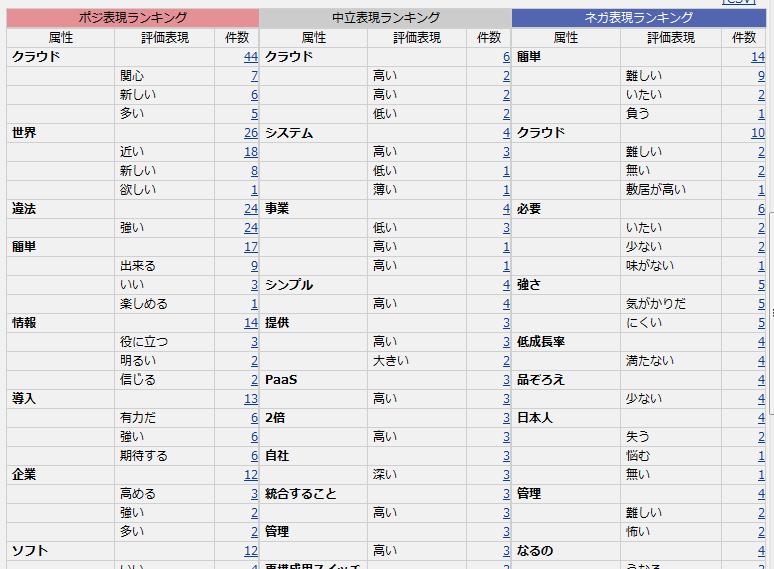 [CSV]
ポジ表現ランキング 中立表現ランキング ネガ表現ランキング
属性 評価表現 件数 属性 評価表現 件数 属性 評価表現 件数
クラウド 44 クラウド 6 簡単 14
関心 7 高い 2 難しい 9
新しい 6 高い 2 いたい 2
多い 5 低い 2 負う 1
世界 26 システム 4 クラウド 10
近い 18 高い 3 難しい 2
新しい 8 低い 1 無い 2
欲しい 1 薄い 1 敷居が高い 1
違法 24 事業 4 必要 6
強い 24 低い 3 いたい 2
簡単 17 高い 1 少ない 2
出来る 9 高い 1 味がない 1
いい 3 シンプル 4 強さ 5
楽しめる 1 高い 4 気がかりだ 5
情報 14 提供 3 にくい 5
役に立つ 3 高い 3 低成長率 4
明るい 2 大きい 2 満たない 4
信じる 2 PaaS 3 品ぞろえ 4
導入 13 高い 3 少ない 4
有力だ 6 2倍 3 日本人 4
強い 6 高い 3 失う 2
期待する 6 自社 3 悩む 1
企業 12 深い 3 無い 1
高める 3 統合すること 3 管理 4
強い 2 高い 3 難しい 2
多い 2 管理 3 怖い 2
ソフト 12 高い 3 なるの 4